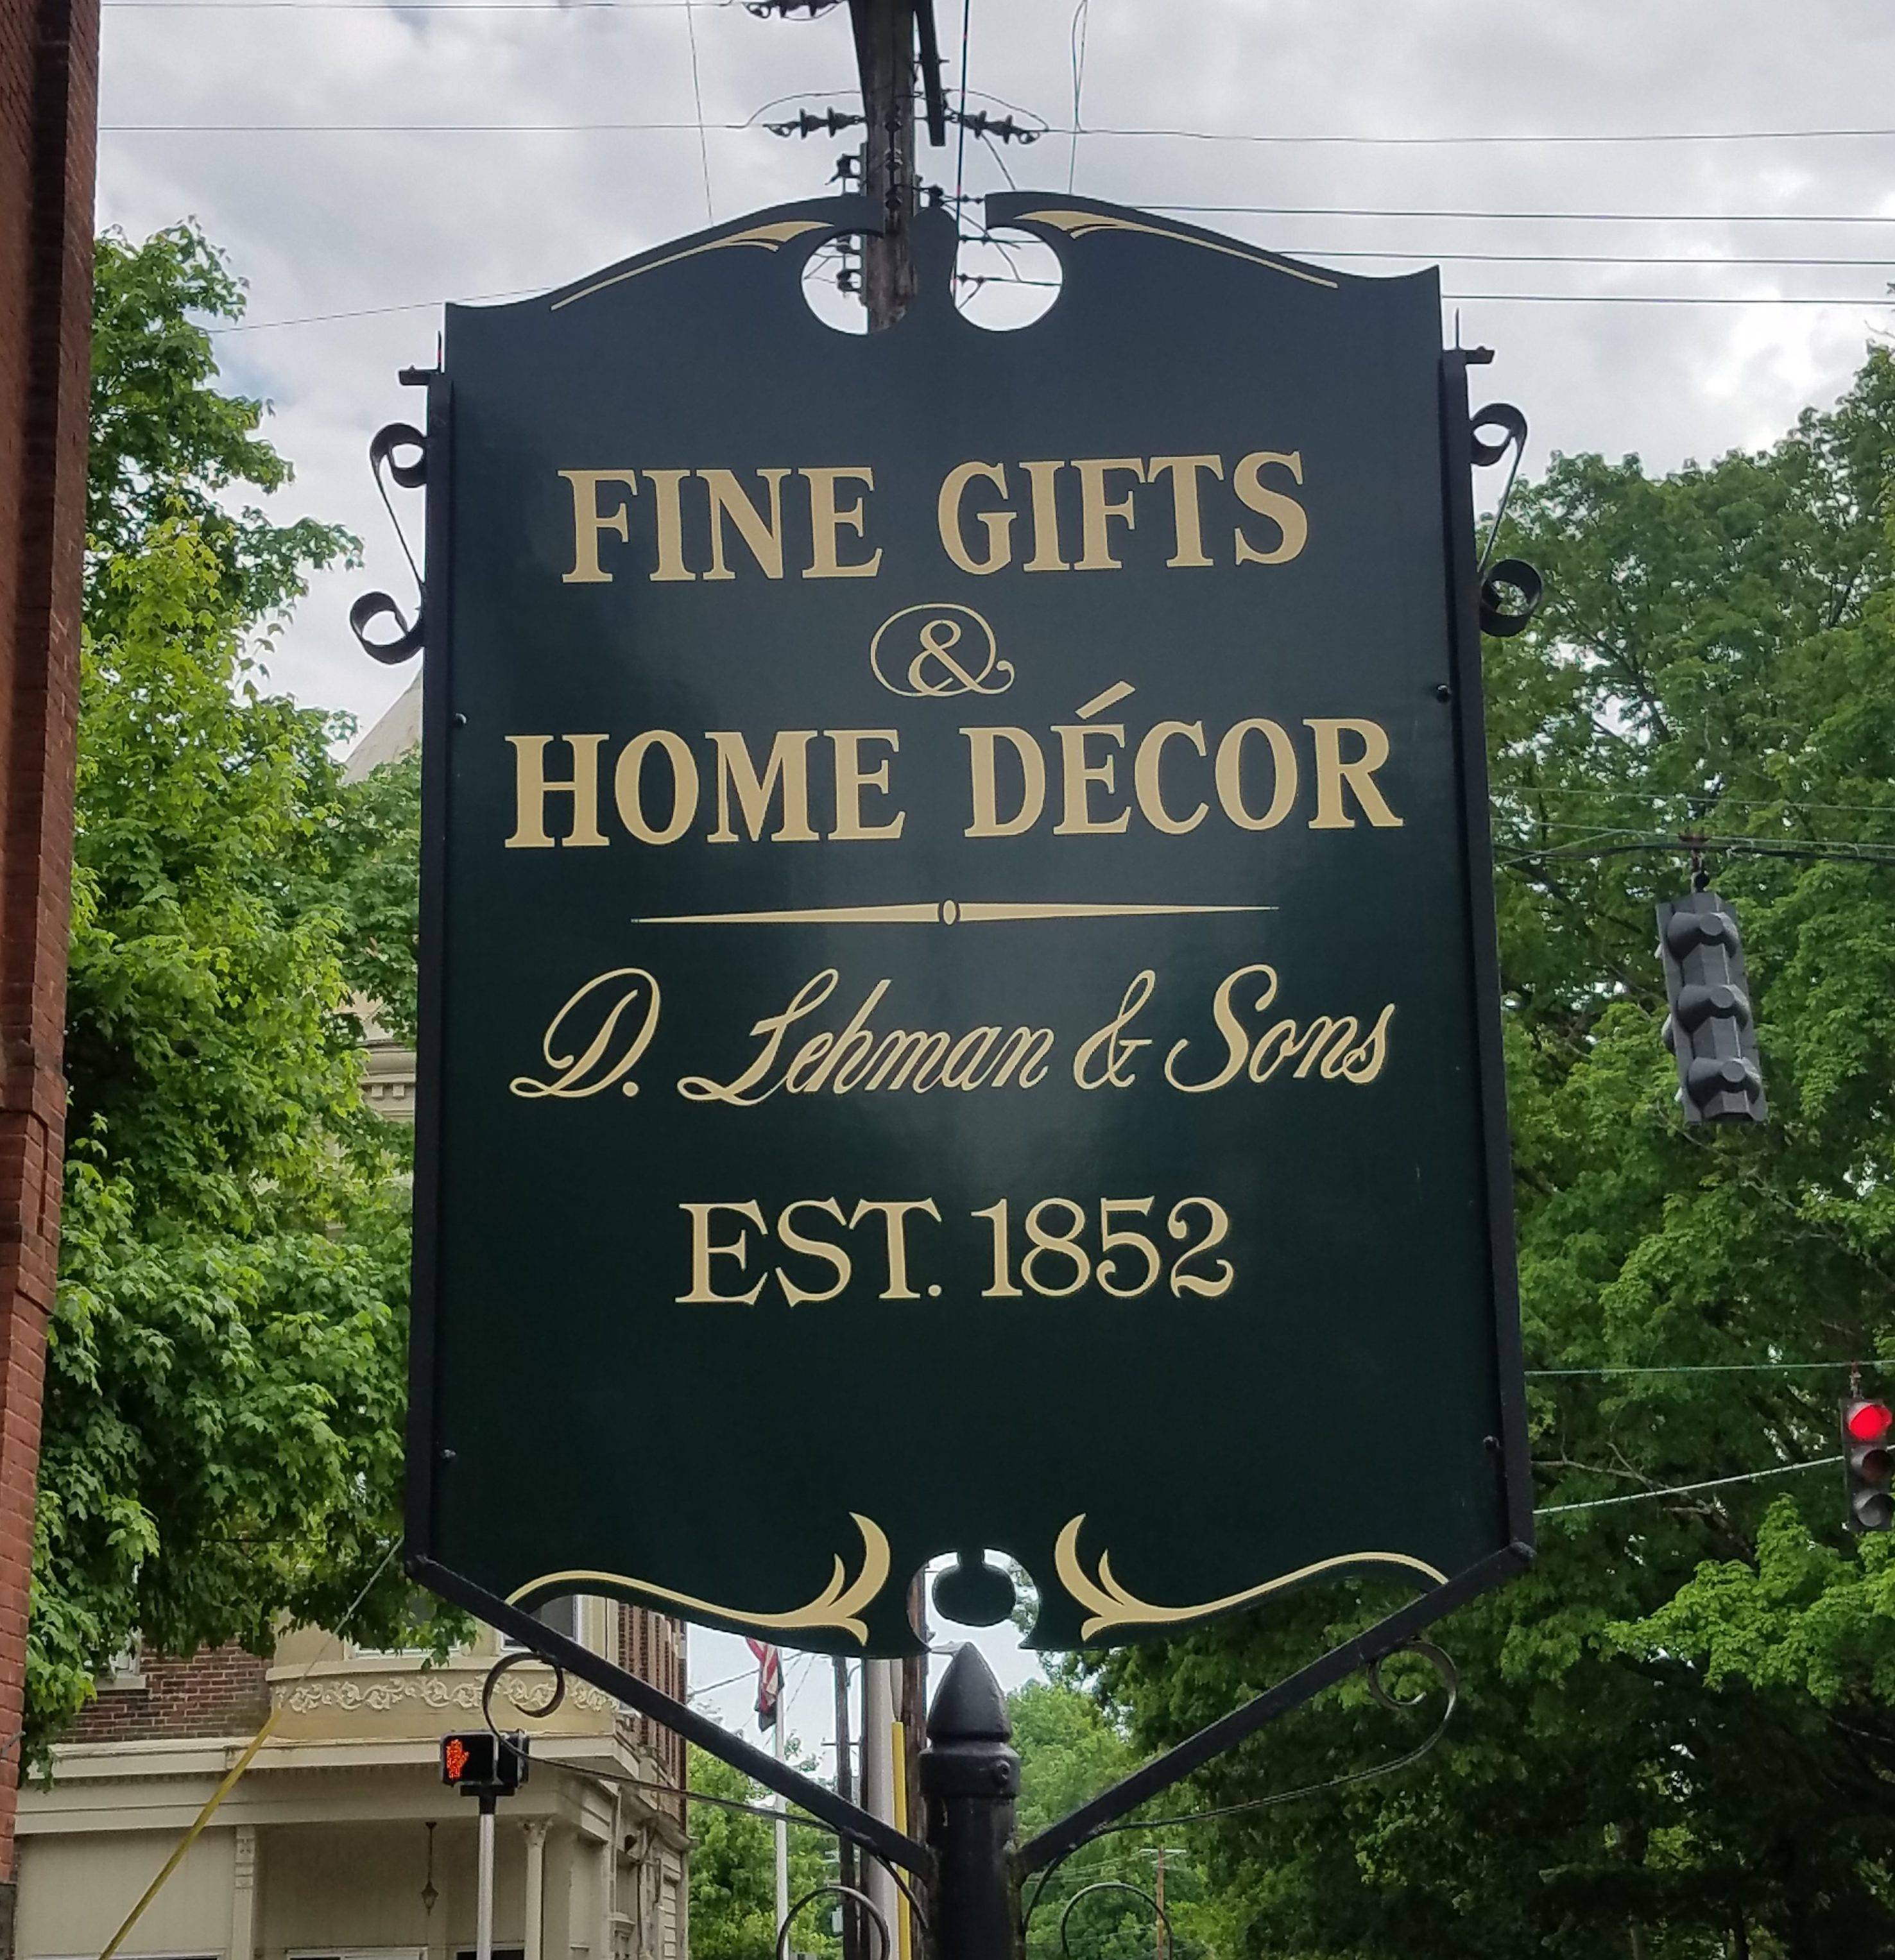 FINE GIFTS
&
HOME DÉCOR
D. Lehman & Sons
EST. 1852